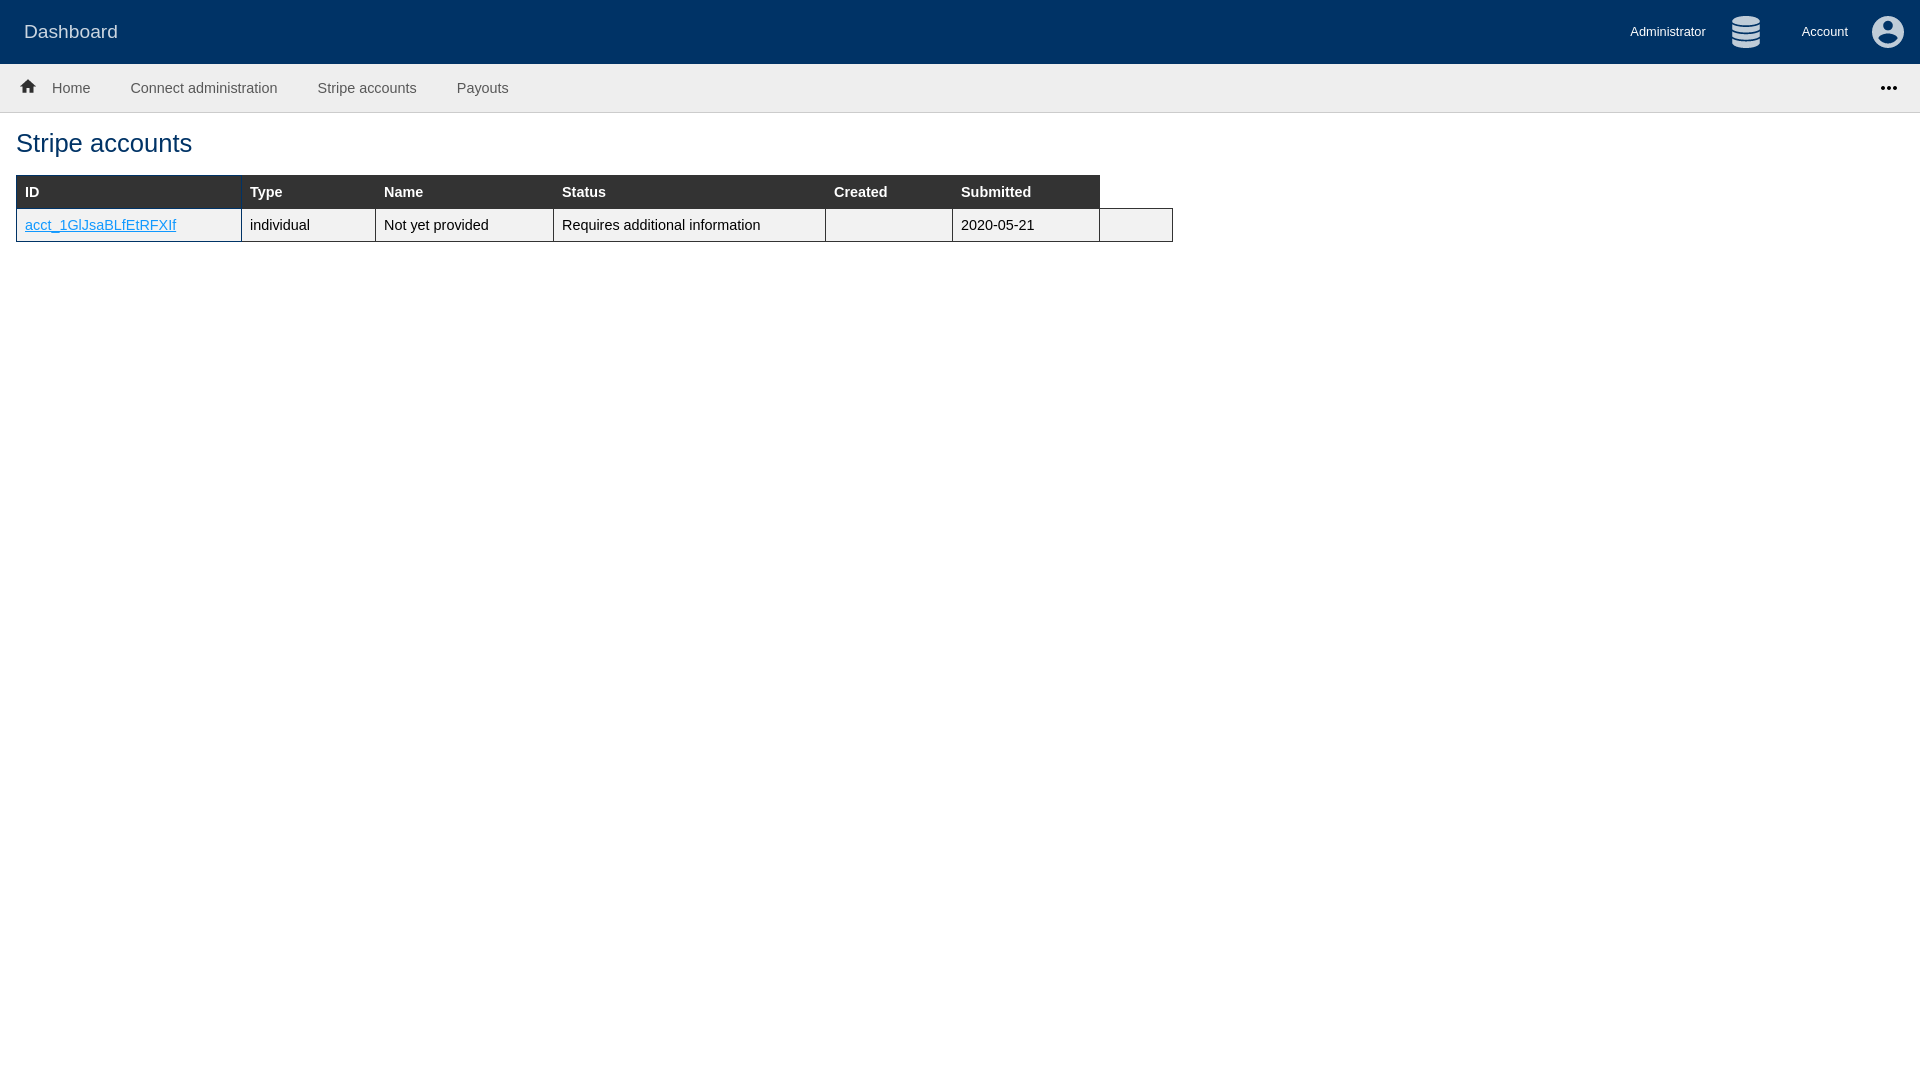 Dashboard
Administrator
Account
Home
Connect administration
Stripe accounts
Payouts
Stripe accounts
ID Type Name Status Created Submitted
acct_1GlJsaBLfEtRFXIf individual Not yet provided Requires additional information 2020-05-21